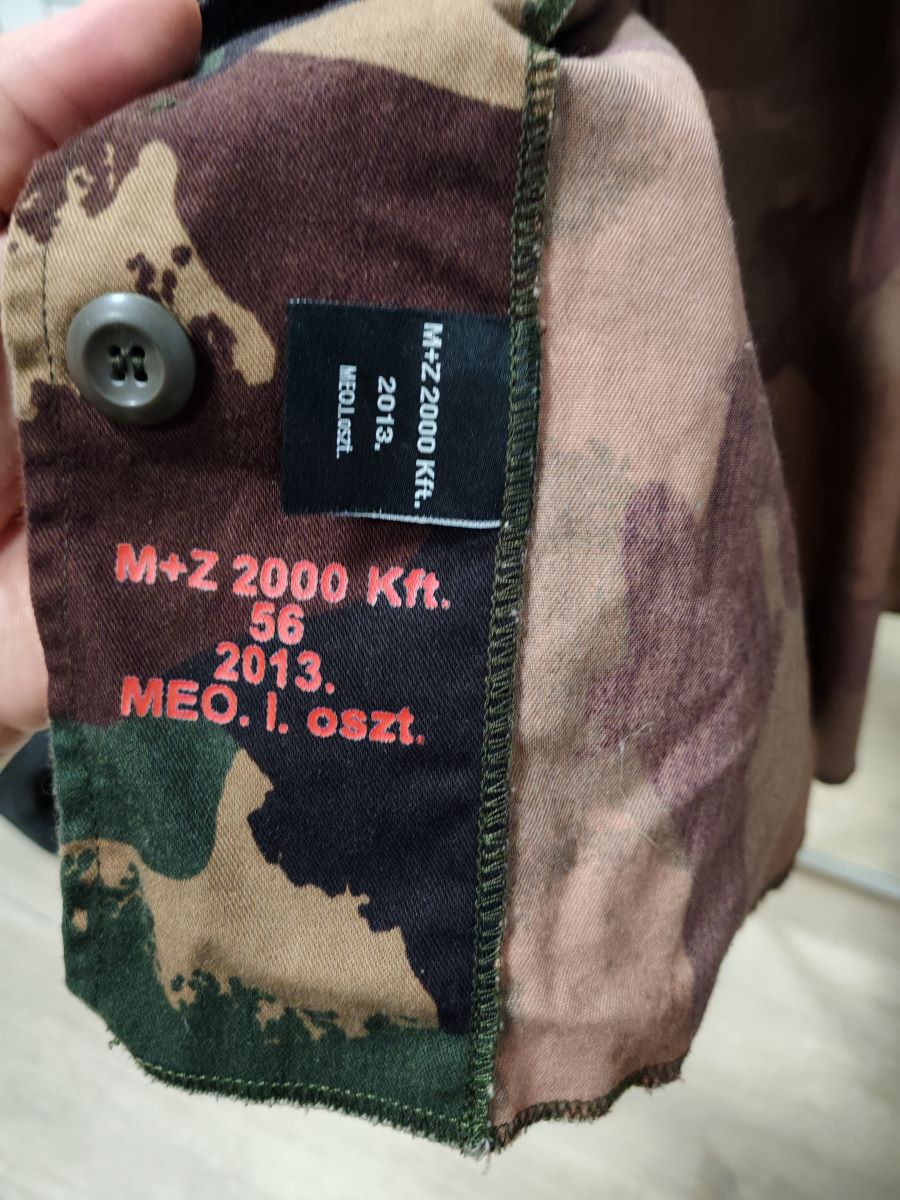 M+Z 2000 Kft.
2013.
MEO.I.oszt.
M+Z 2000 Kft.
56
2013.
MEO. I. oszt.